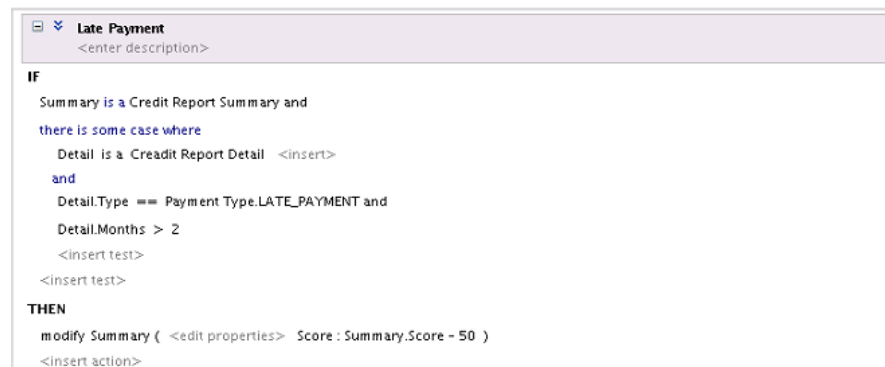 Late Payment
<enter description>
IF
Summary is a Credit Report Summary and
there is some case where
Detail is a Creadit Report Detail <insert>
and
Detail.Type == Payment Type.LATE_PAYMENT and
Detail.Months > 2
<insert test>
<insert test>
THEN
modify Summary ( <edit properties> Score : Summary.Score - 50 )
<insert action>